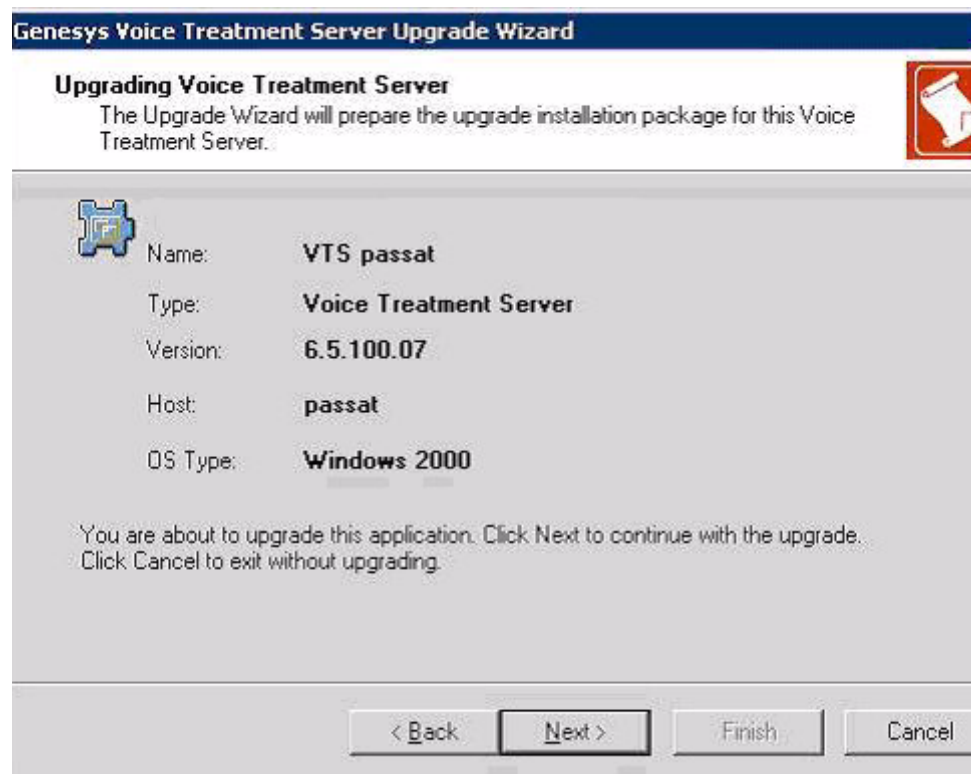 Genesys Voice Treatment Server Upgrade Wizard
Upgrading Voice Treatment Server
The Upgrade Wizard will prepare the upgrade installation package for this Voice
Treatment Server.
Name: VTS passat
Type: Voice Treatment Server
Version: 6.5.100.07
Host: passat
OS Type: Windows 2000
You are about to upgrade this application. Click Next to continue with the upgrade.
Click Cancel to exit without upgrading.
< Back Next > Finish Cancel